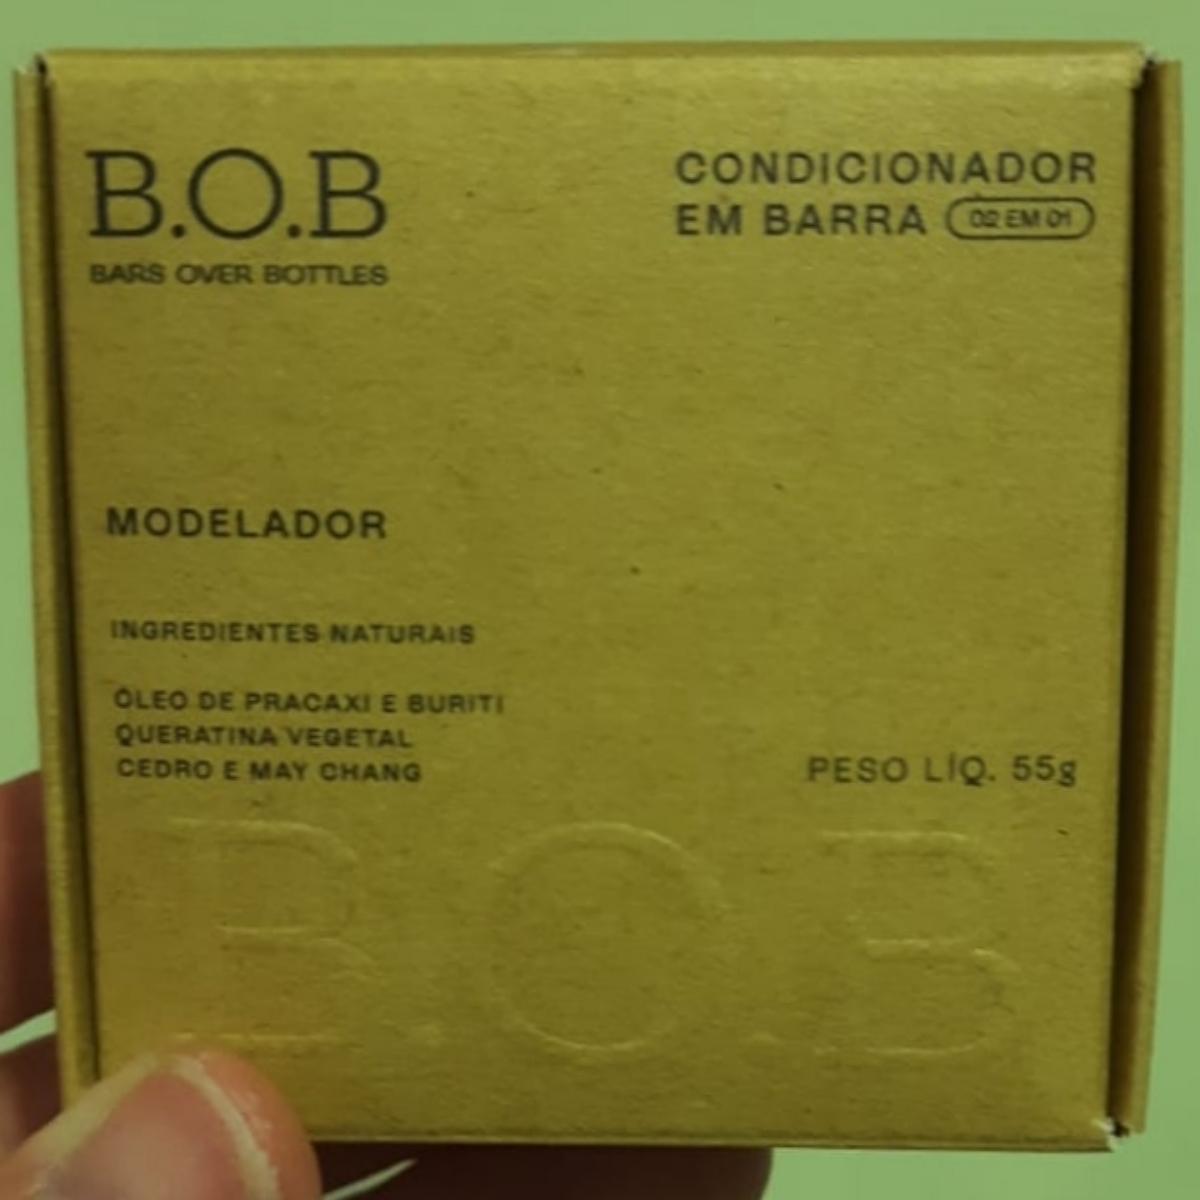 B.O.B
BARS OVER BOTTLES
CONDICIONADOR
EM BARRA 02 EM 01
MODELADOR
INGREDIENTES NATURAIS
ÓLEO DE PRACAXI E BURITI
QUERATINA VEGETAL
CEDRO E MAY CHANG
PESO LÍQ. 55g
B.O.B